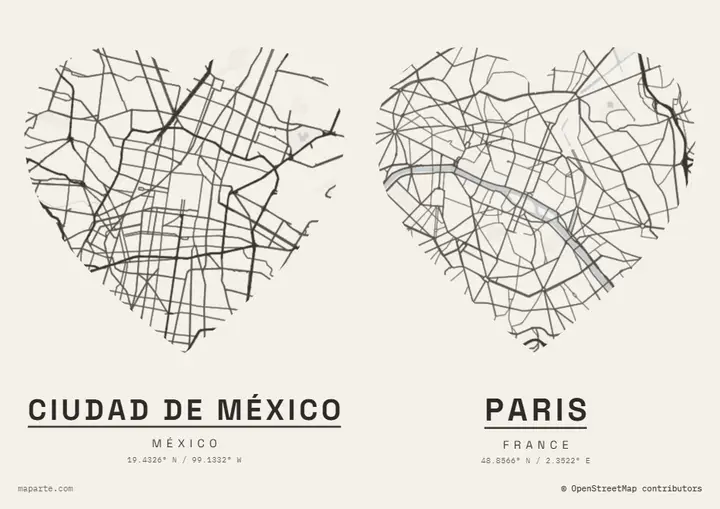 CIUDAD DE MÉXICO
MÉXICO
19.4326° N / 99.1332° W
PARIS
FRANCE
48.8566° N / 2.3522° E
maparte.com
© OpenStreetMap contributors